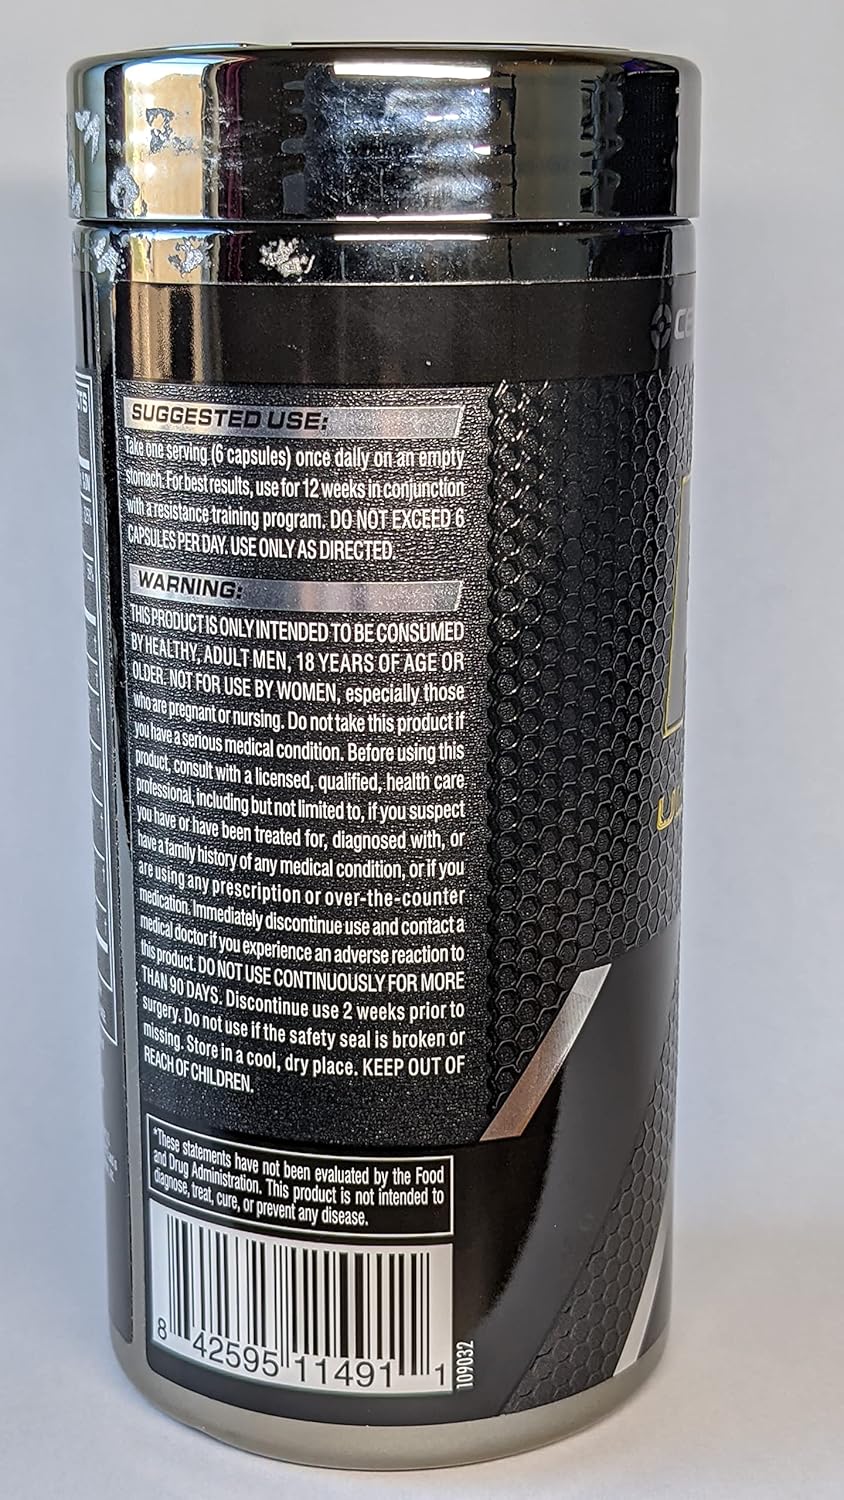 SUGGESTED USE:
Take one serving (6 capsules) once daily on an empty
stomach. For best results, use for 12 weeks in conjunction
with a resistance training program. DO NOT EXCEED 6
CAPSULES PER DAY. USE ONLY AS DIRECTED.
WARNING:
THIS PRODUCT IS ONLY INTENDED TO BE CONSUMED
BY HEALTHY, ADULT MEN, 18 YEARS OF AGE OR
OLDER. NOT FOR USE BY WOMEN, especially those
who are pregnant or nursing. Do not take this product if
you have a serious medical condition. Before using this
product, consult with a licensed, qualified, health care
professional, including but not limited to, if you suspect
you have or have been treated for, diagnosed with, or
have a family history of any medical condition, or if you
are using any prescription or over-the-counter
medication. Immediately discontinue use and contact a
medical doctor if you experience an adverse reaction to
this product. DO NOT USE CONTINUOUSLY FOR MORE
THAN 90 DAYS. Discontinue use 2 weeks prior to
surgery. Do not use if the safety seal is broken or
missing. Store in a cool, dry place. KEEP OUT OF
REACH OF CHILDREN.
*These statements have not been evaluated by the Food
and Drug Administration. This product is not intended to
diagnose, treat, cure, or prevent any disease.
8 42595 11491 1
109032